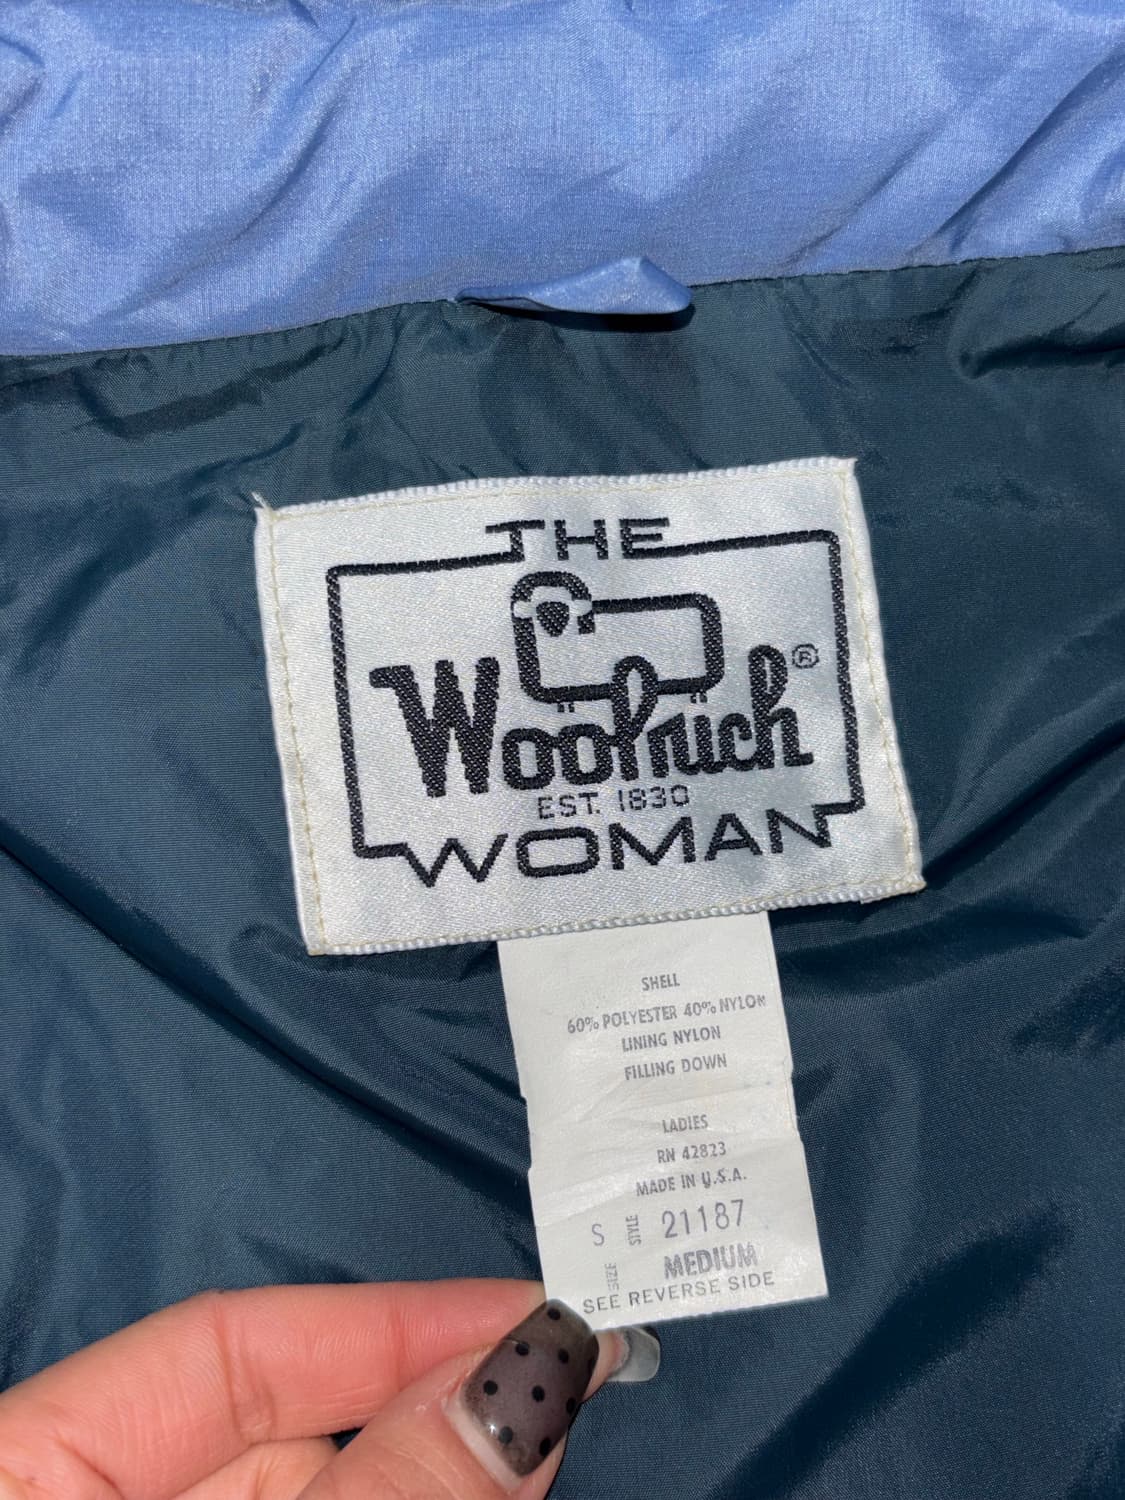 THE
Woolrich®
EST. 1830
WOMAN
SHELL
60% POLYESTER 40% NYLON
LINING NYLON
FILLING DOWN
LADIES
RN 42823
MADE IN U.S.A.
S STYLE 21187
SIZE MEDIUM
SEE REVERSE SIDE